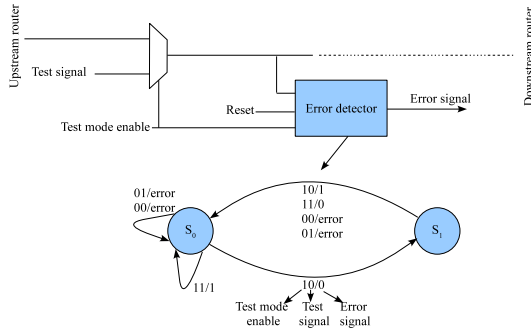 Upstream router
Test signal
Test mode enable
Reset
Error detector
Error signal
Downstream router
01/error
00/error
S0
11/1
10/1
11/0
00/error
01/error
S1
10/0
Test mode
enable
Test
signal
Error
signal